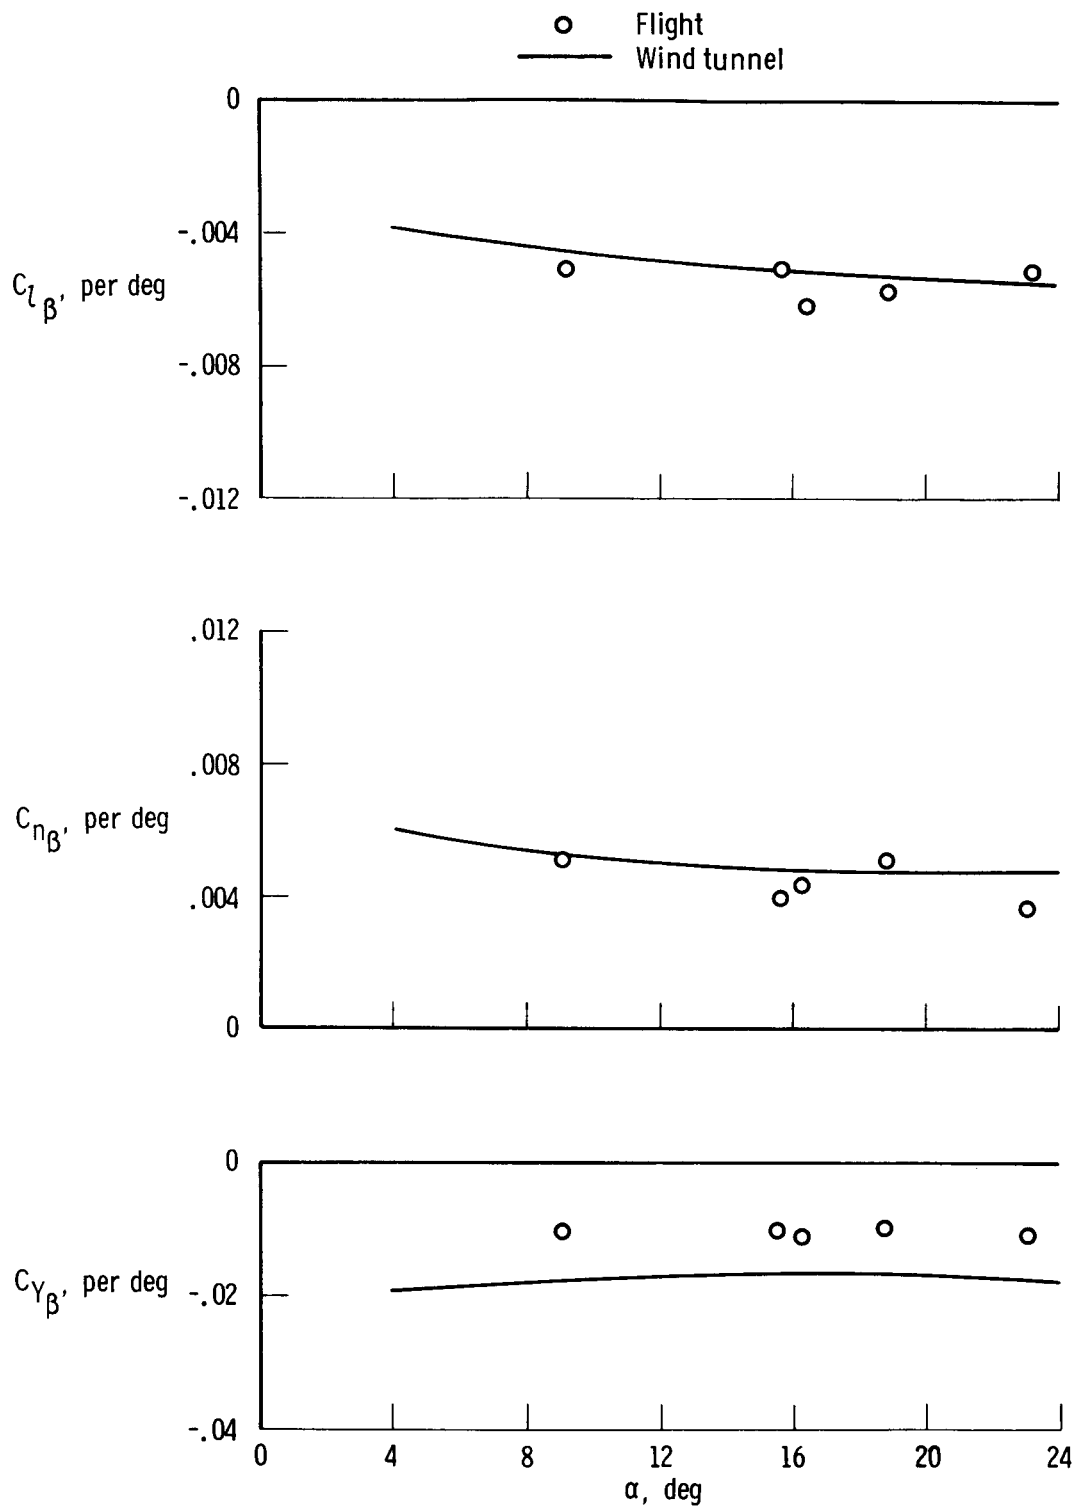 Flight
Wind tunnel
0
-.004
C_lβ, per deg
-.008
-.012
.012
.008
C_nβ, per deg
.004
0
0
C_Yβ, per deg
-.02
-.04
0 4 8 12 16 20 24
α, deg